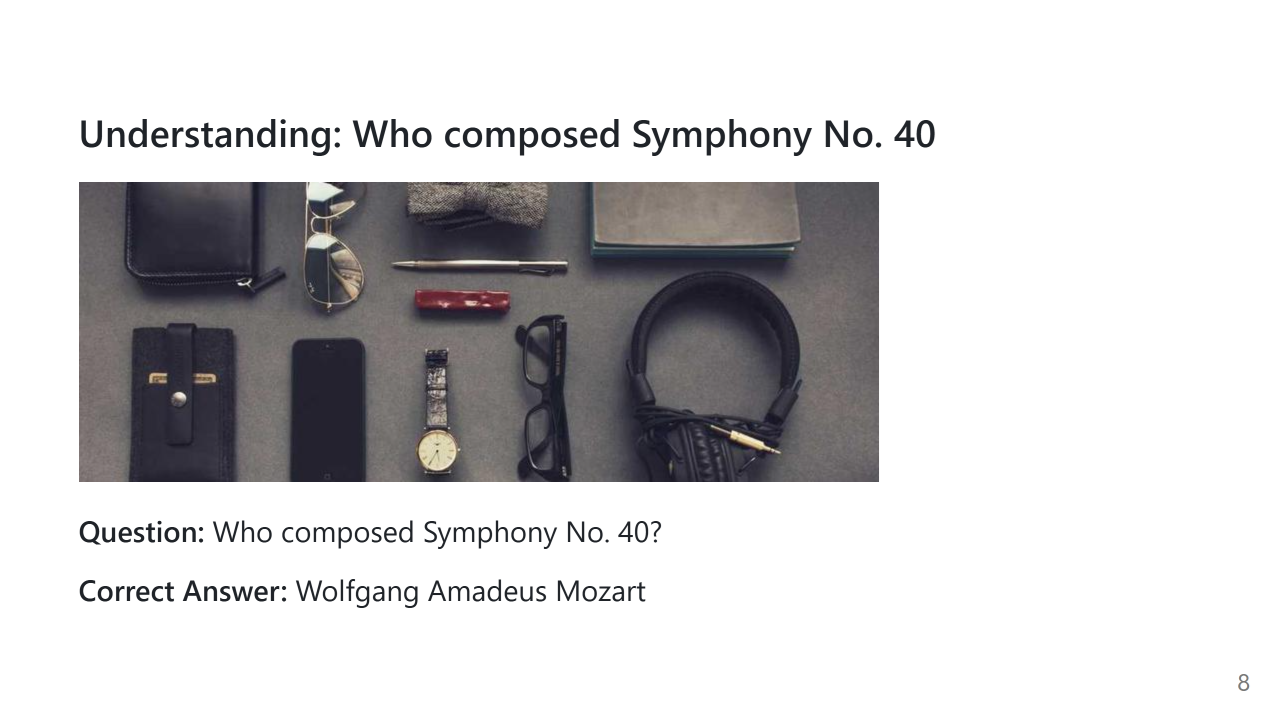 Understanding: Who composed Symphony No. 40
Question: Who composed Symphony No. 40?
Correct Answer: Wolfgang Amadeus Mozart
8